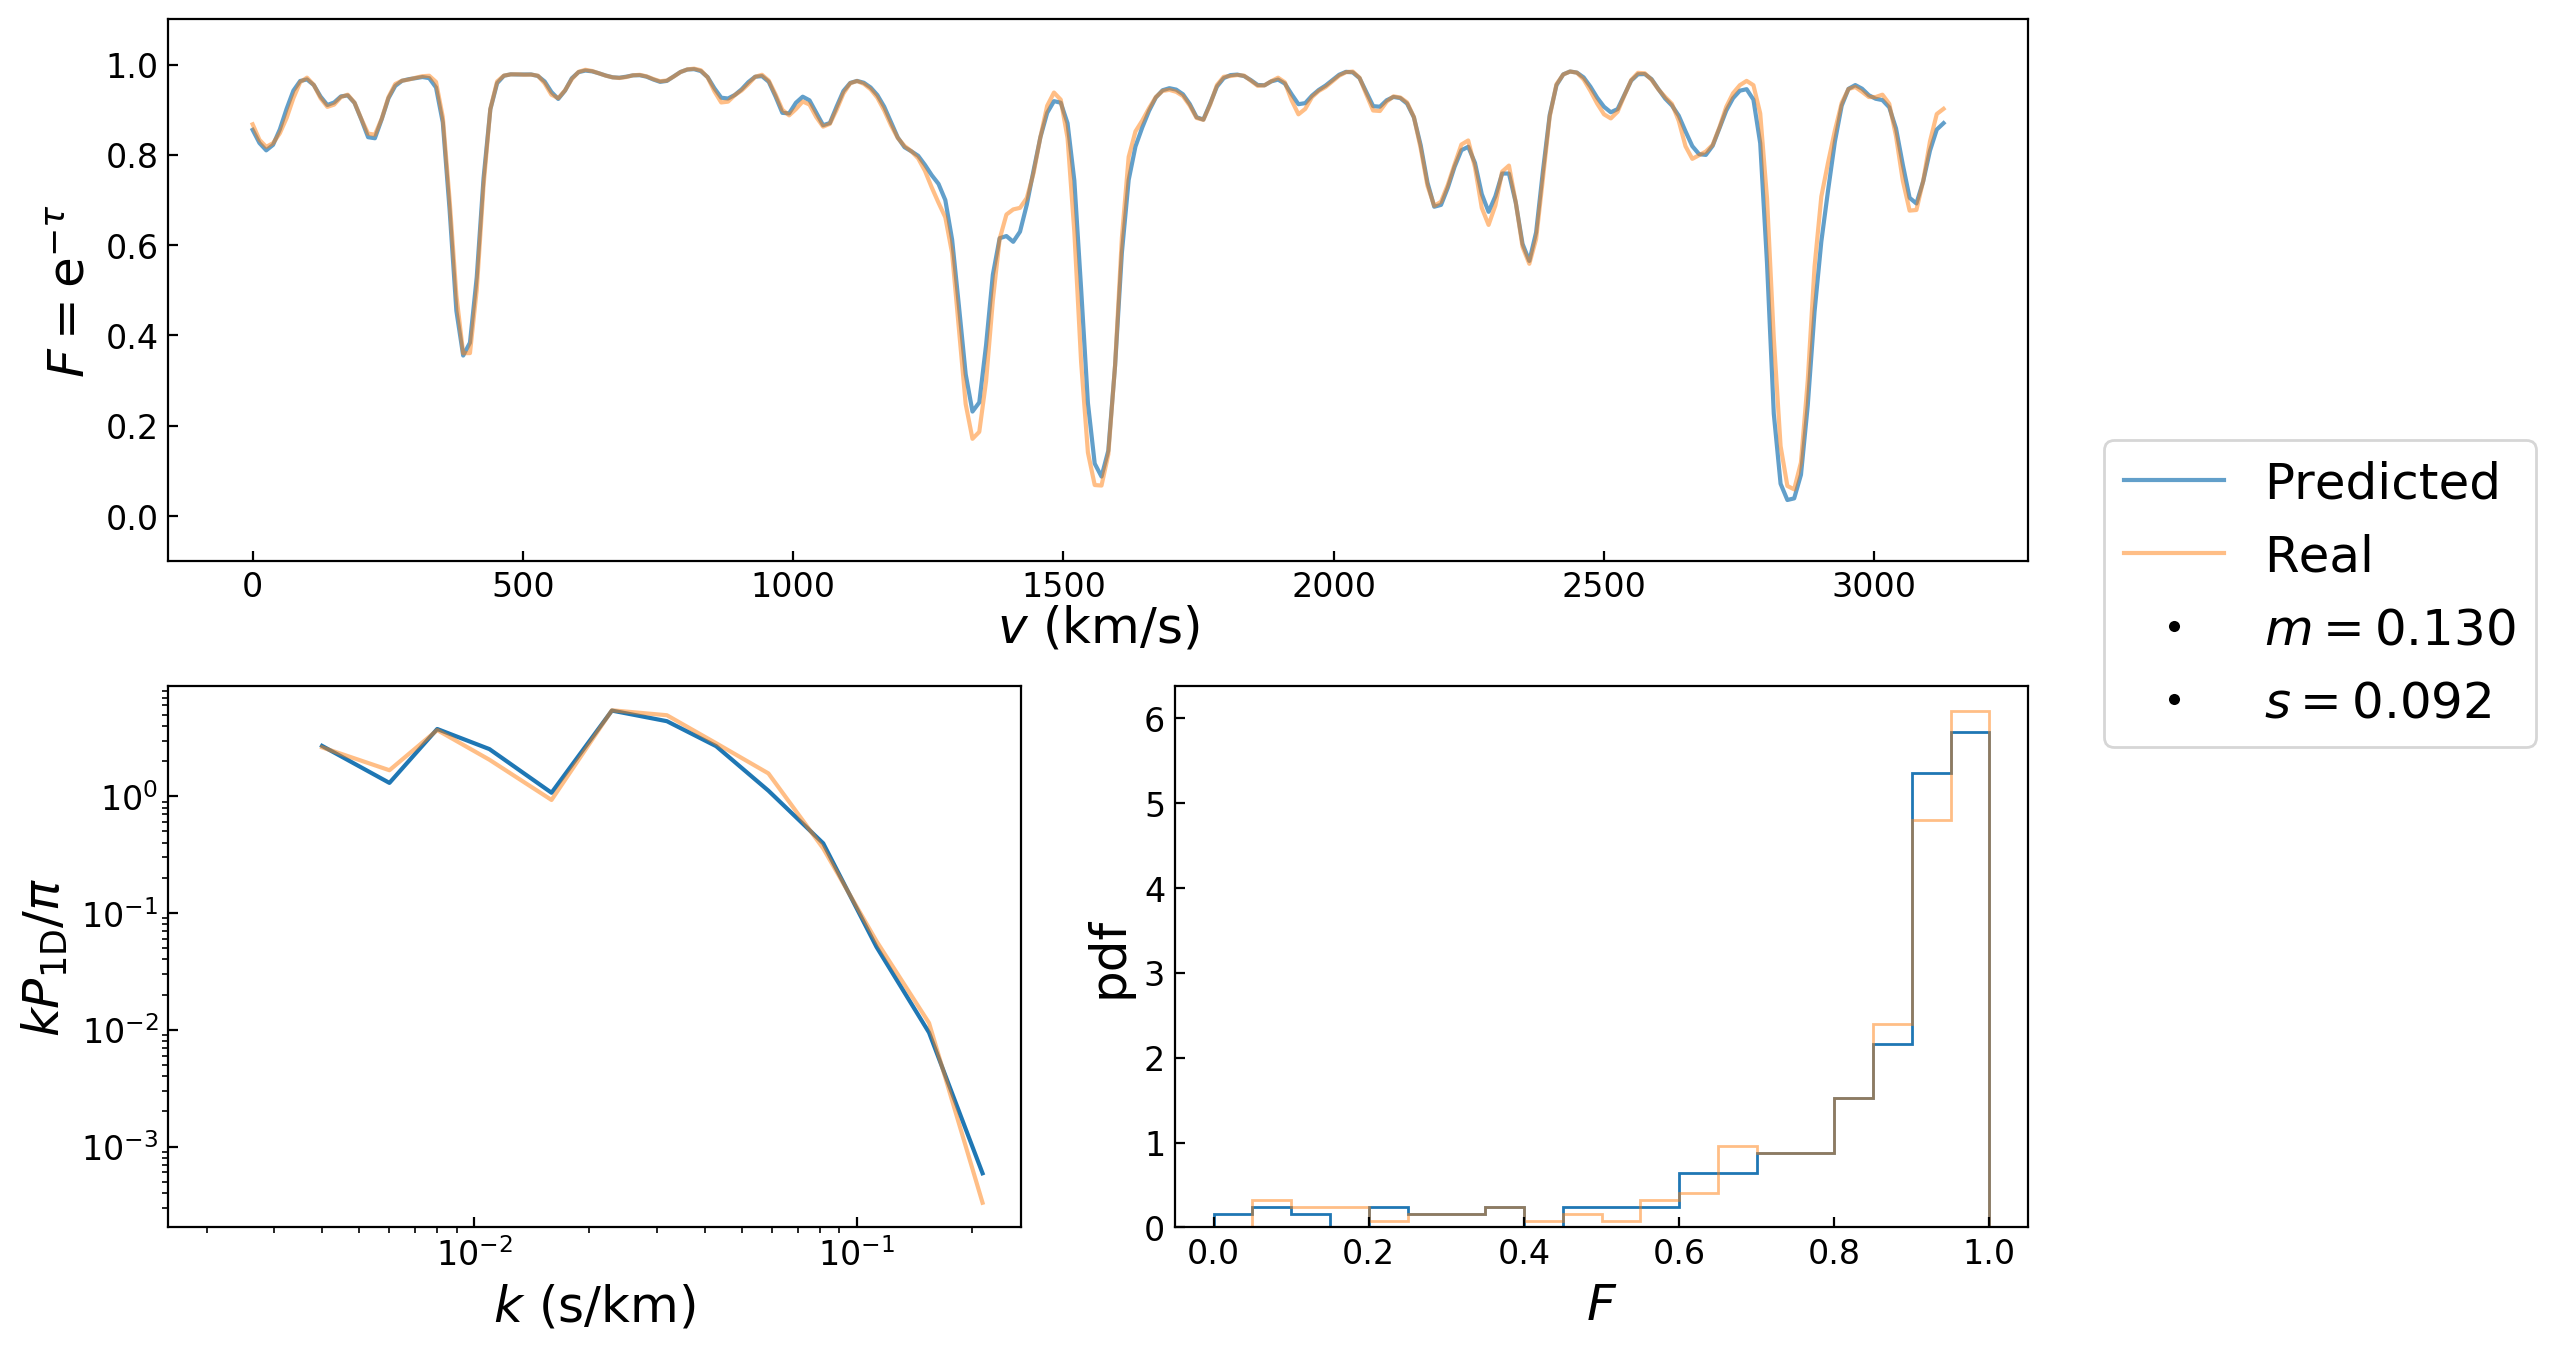 1.0
0.8
0.6
0.4
0.2
0.0
F = e^{-τ}
0 500 1000 1500 2000 2500 3000
v (km/s)
Predicted
Real
m = 0.130
s = 0.092
10^0
10^{-1}
10^{-2}
10^{-3}
kP_{1D}/π
10^{-2} 10^{-1}
k (s/km)
6
5
4
3
2
1
0
pdf
0.0 0.2 0.4 0.6 0.8 1.0
F